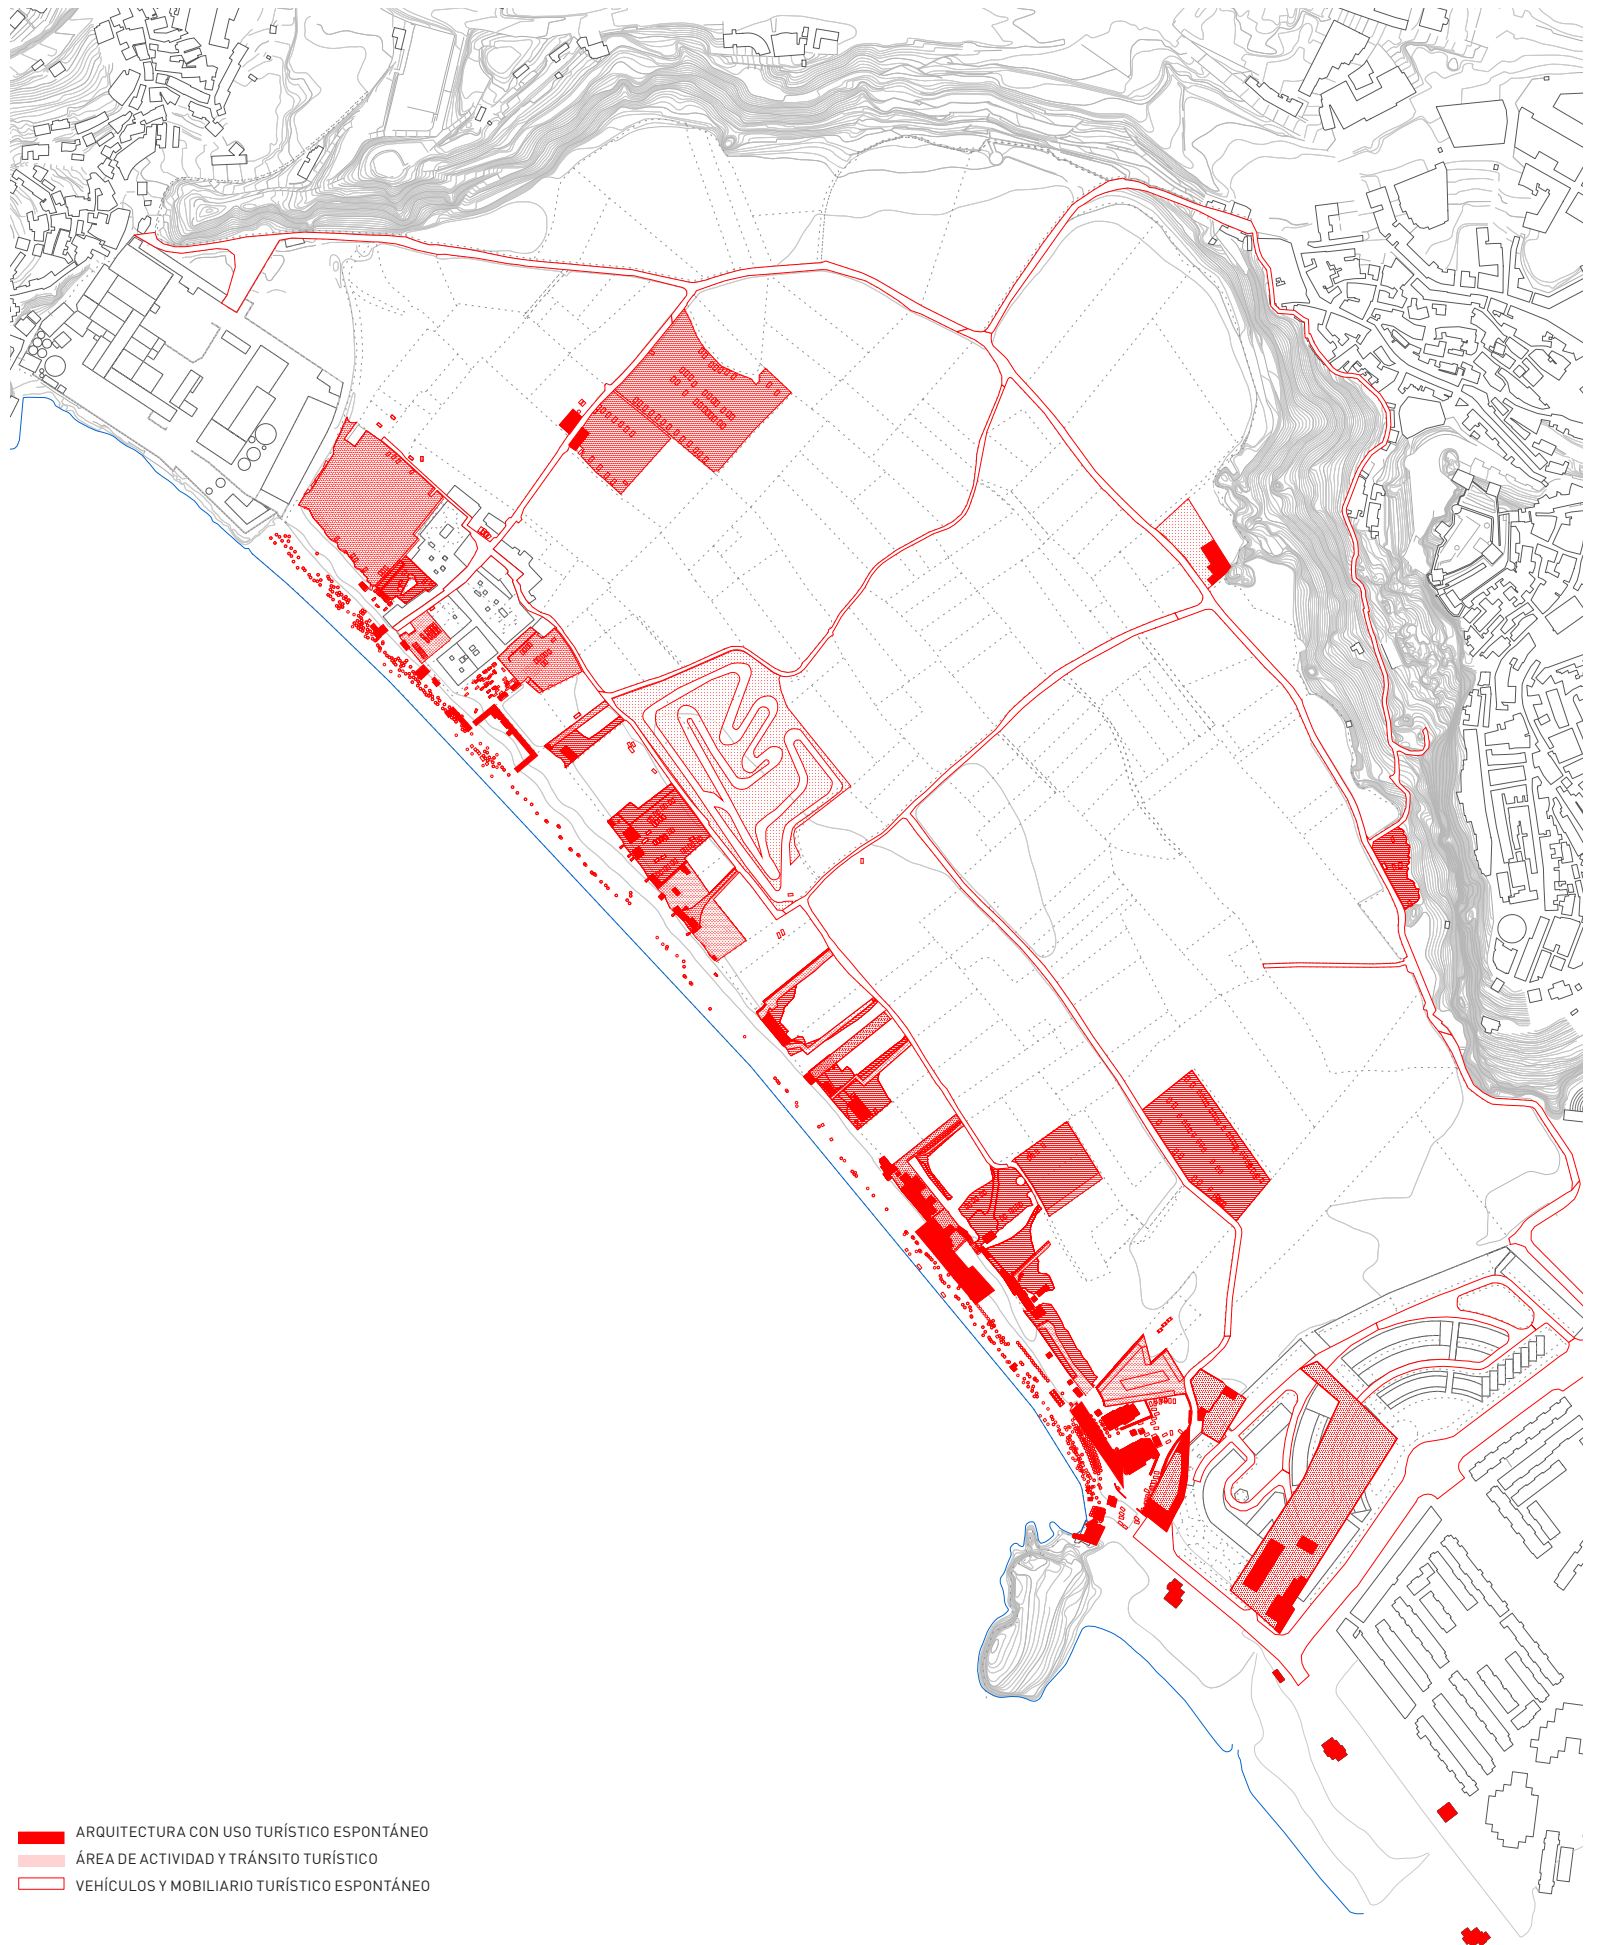 ARQUITECTURA CON USO TURÍSTICO ESPONTÁNEO
ÁREA DE ACTIVIDAD Y TRÁNSITO TURÍSTICO
VEHÍCULOS Y MOBILIARIO TURÍSTICO ESPONTÁNEO